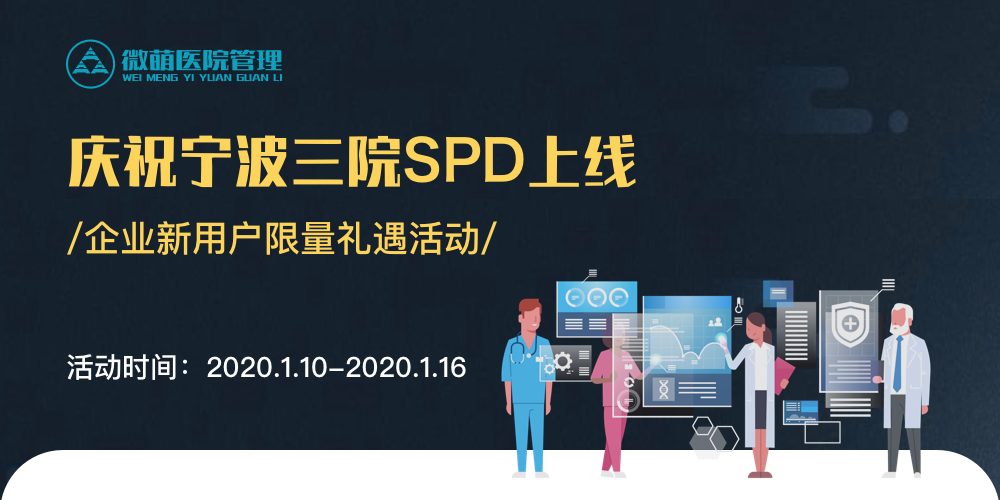 微萌医院管理
WEI MENG YI YUAN GUAN LI
庆祝宁波三院SPD上线
/企业新用户限量礼遇活动/
活动时间：2020.1.10–2020.1.16